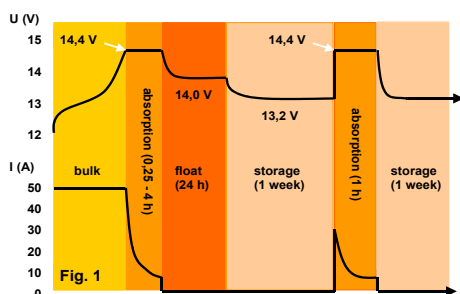 U (V)
15
14,4 V
14,4 V
14
14,0 V
13
13,2 V
12
I (A)
bulk
absorption (0,25 - 4 h)
float
(24 h)
storage
(1 week)
absorption (1 h)
storage
(1 week)
50
40
30
20
10
0
Fig. 1